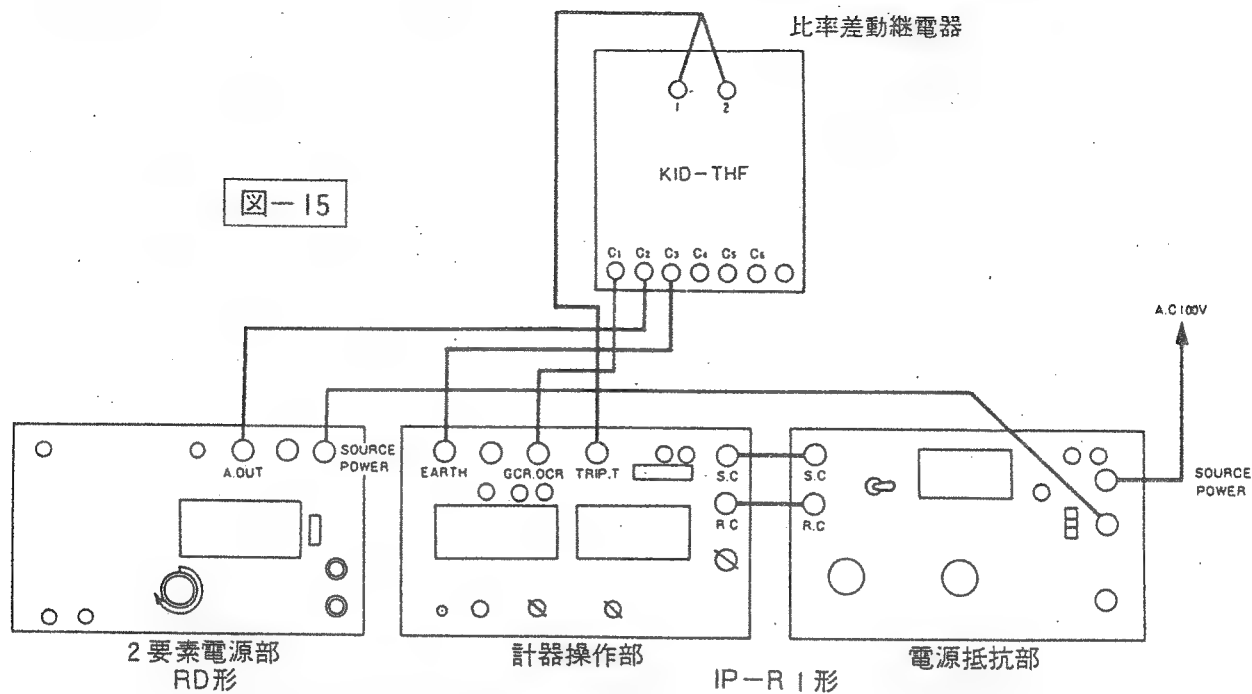 比率差動継電器
1 2
KID-THF
図-15
C1 C2 C3 C4 C5 C6
A.C100V
A.OUT
SOURCE
POWER
EARTH
GCR.OCR
TRIP.T
S.C
R.C
S.C
R.C
SOURCE
POWER
2要素電源部
RD形
計器操作部
IP-R1形
電源抵抗部